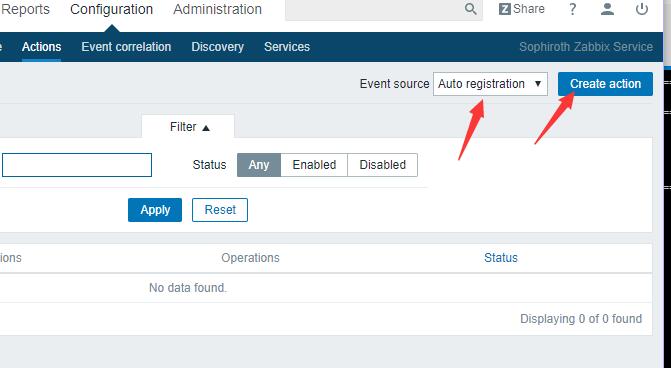 Reports Configuration Administration Z Share ?
Actions Event correlation Discovery Services Sophiroth Zabbix Service
Event source Auto registration Create action
Filter
Status Any Enabled Disabled
Apply Reset
Operations Status
No data found.
Displaying 0 of 0 found